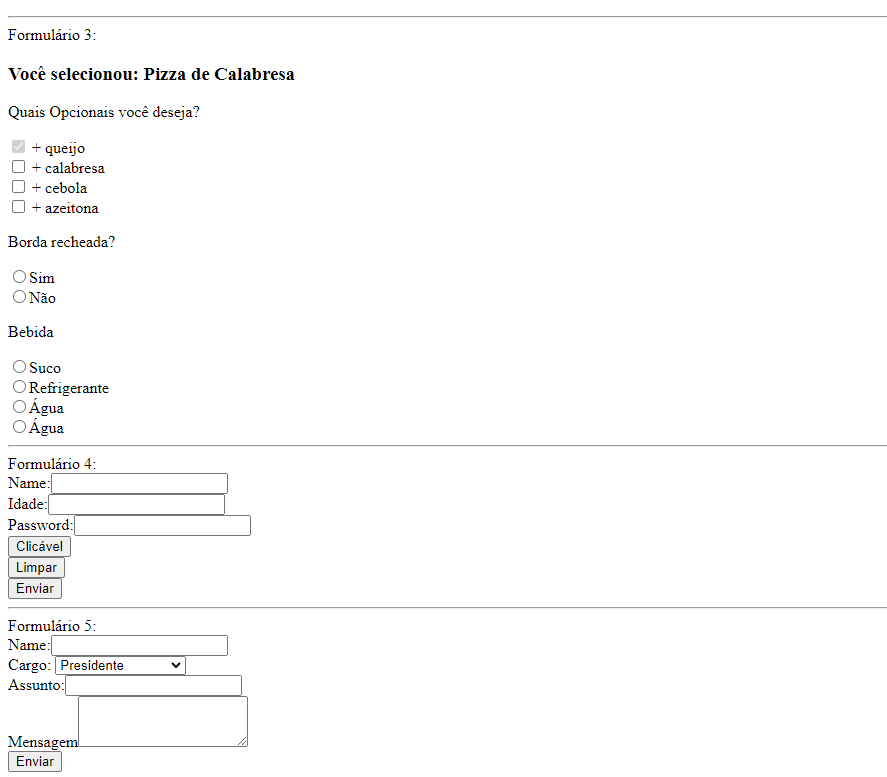 Formulário 3:
Você selecionou: Pizza de Calabresa
Quais Opcionais você deseja?
+ queijo
+ calabresa
+ cebola
+ azeitona
Borda recheada?
Sim
Não
Bebida
Suco
Refrigerante
Água
Água
Formulário 4:
Name:
Idade:
Password:
Clicável
Limpar
Enviar
Formulário 5:
Name:
Cargo: Presidente
Assunto:
Mensagem
Enviar